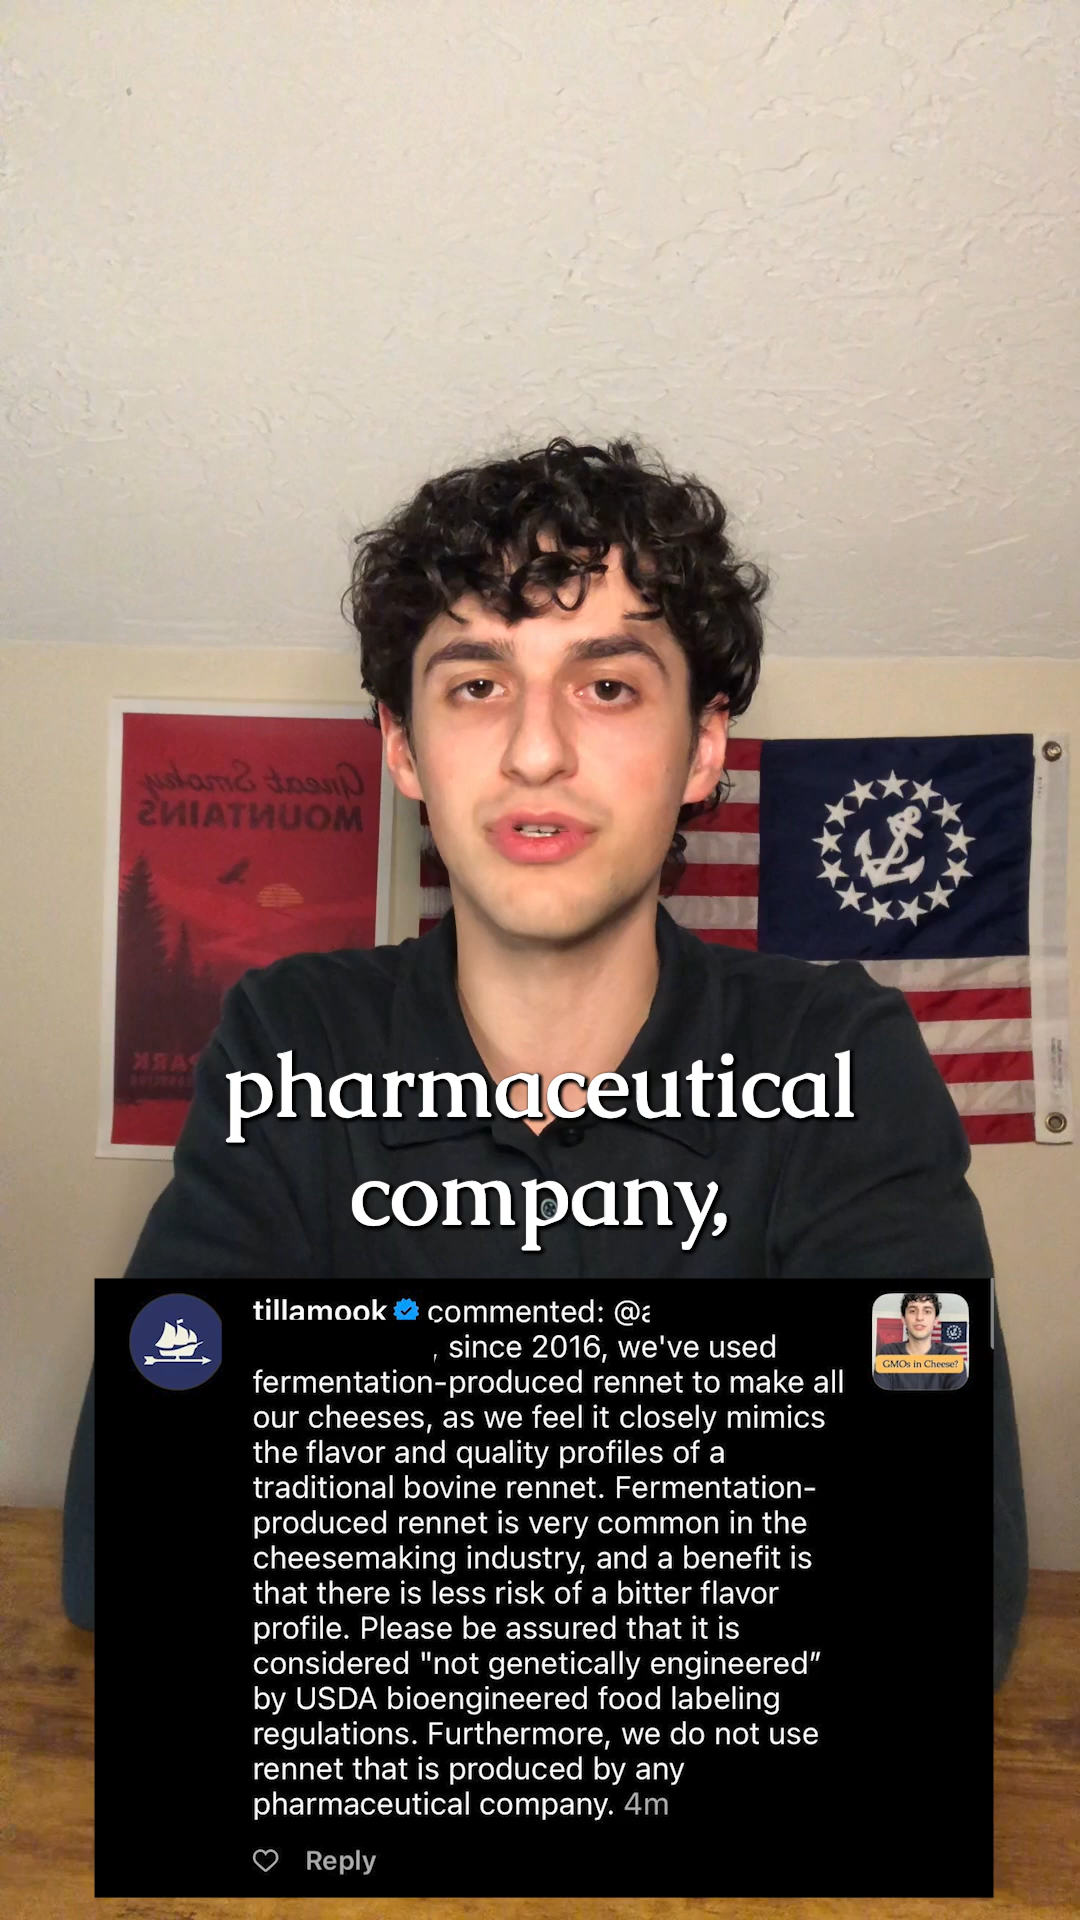 Great Smoky
MOUNTAINS
PARK
pharmaceutical
company,
tillamook commented: @a
, since 2016, we've used
fermentation-produced rennet to make all
our cheeses, as we feel it closely mimics
the flavor and quality profiles of a
traditional bovine rennet. Fermentation-
produced rennet is very common in the
cheesemaking industry, and a benefit is
that there is less risk of a bitter flavor
profile. Please be assured that it is
considered "not genetically engineered”
by USDA bioengineered food labeling
regulations. Furthermore, we do not use
rennet that is produced by any
pharmaceutical company. 4m
GMOs in Cheese?
Reply